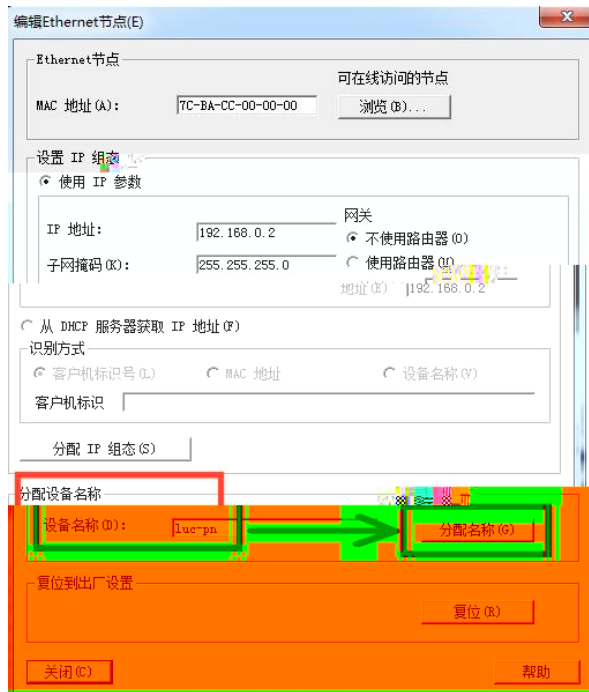 编辑Ethernet节点(E)
Ethernet节点
可在线访问的节点
MAC 地址(A): 7C-BA-CC-00-00-00 浏览(B)...
设置 IP 组态
使用 IP 参数
网关
IP 地址: 192.168.0.2 不使用路由器(O)
子网掩码(K): 255.255.255.0 使用路由器(U)
地址(E) 192.168.0.2
从 DHCP 服务器获取 IP 地址(F)
识别方式
客户机标识号(L) MAC 地址 设备名称(V)
客户机标识
分配 IP 组态(S)
分配设备名称
设备名称(D): luc-pn 分配名称(G)
复位到出厂设置
复位(R)
关闭(C) 帮助